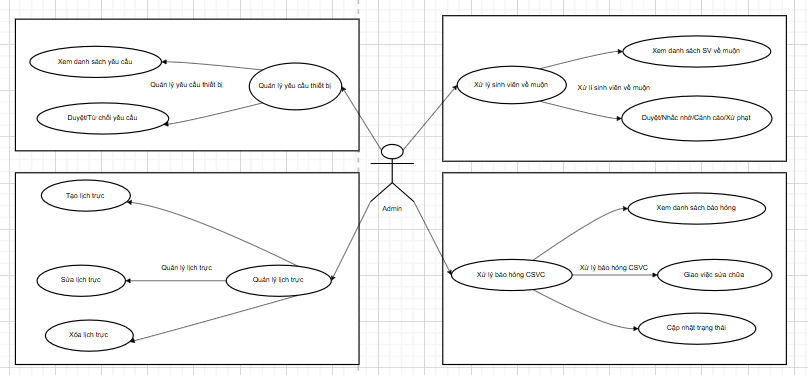 Xem danh sách yêu cầu
Quản lý yêu cầu thiết bị
Quản lý yêu cầu thiết bị
Duyệt/Từ chối yêu cầu
Xem danh sách SV về muộn
Xử lý sinh viên về muộn
Xử lí sinh viên về muộn
Duyệt/Nhắc nhở/Cảnh cáo/Xử phạt
Admin
Tạo lịch trực
Quản lý lịch trực
Sửa lịch trực
Quản lý lịch trực
Xóa lịch trực
Xem danh sách báo hỏng
Xử lý báo hỏng CSVC
Xử lý báo hỏng CSVC
Giao việc sửa chữa
Cập nhật trạng thái